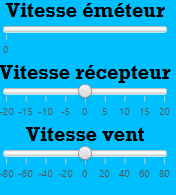 Vitesse éméteur
0
Vitesse récepteur
-20 -15 -10 -5 0 5 10 15 20
Vitesse vent
-80 -60 -40 -20 0 20 40 60 80